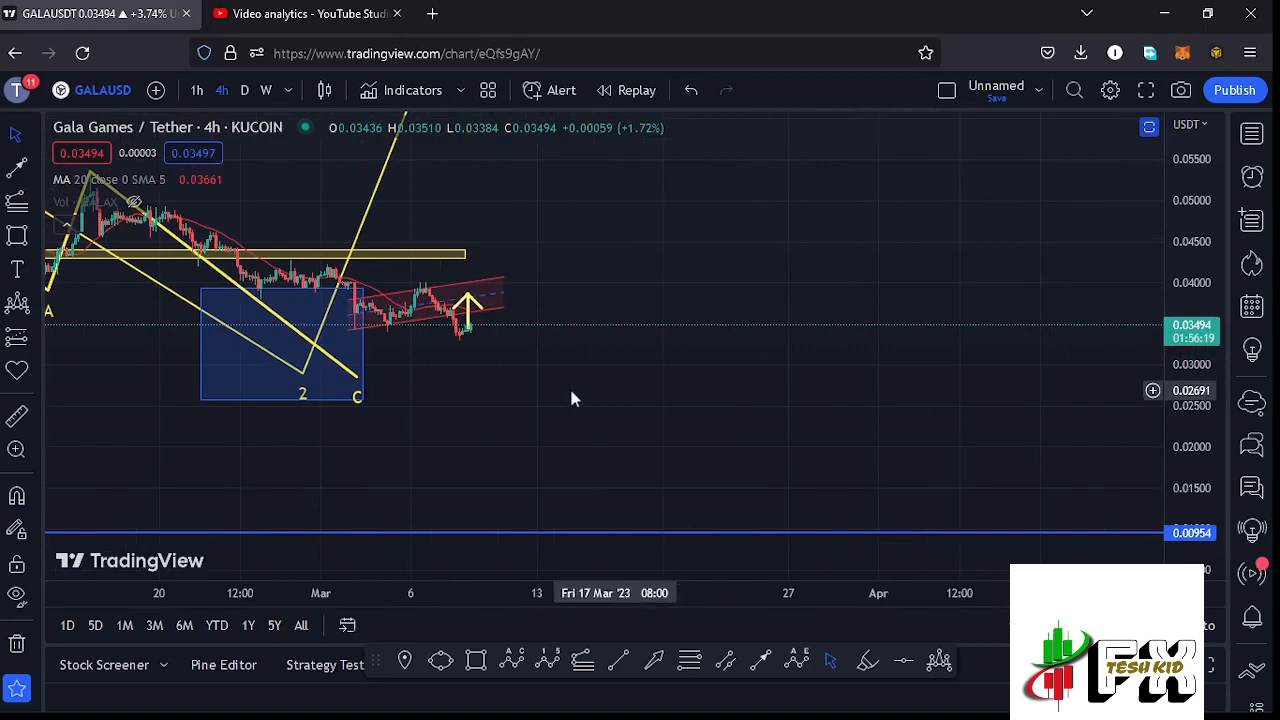 GALAUSDT 0.03494 ▲ +3.74% Un
Video analytics - YouTube Studi
https://www.tradingview.com/chart/eQfs9gAY/
T 11 GALAUSD 1h 4h D W Indicators Alert Replay Unnamed Save Publish
Gala Games / Tether · 4h · KUCOIN O0.03436 H0.03510 L0.03384 C0.03494 +0.00059 (+1.72%) USDT
0.03494 0.00003 0.03497
MA 20 close 0 SMA 5 0.03661
Vol · GALAX
0.05500
0.05000
0.04500
0.04000
0.03494
01:56:19
0.03000
0.02691
0.02500
0.02000
0.01500
0.00954
A
2
C
TradingView
20 12:00 Mar 6 13 Fri 17 Mar '23 08:00 27 Apr 12:00
1D 5D 1M 3M 6M YTD 1Y 5Y All
Stock Screener Pine Editor Strategy Test
FX
TESH KID